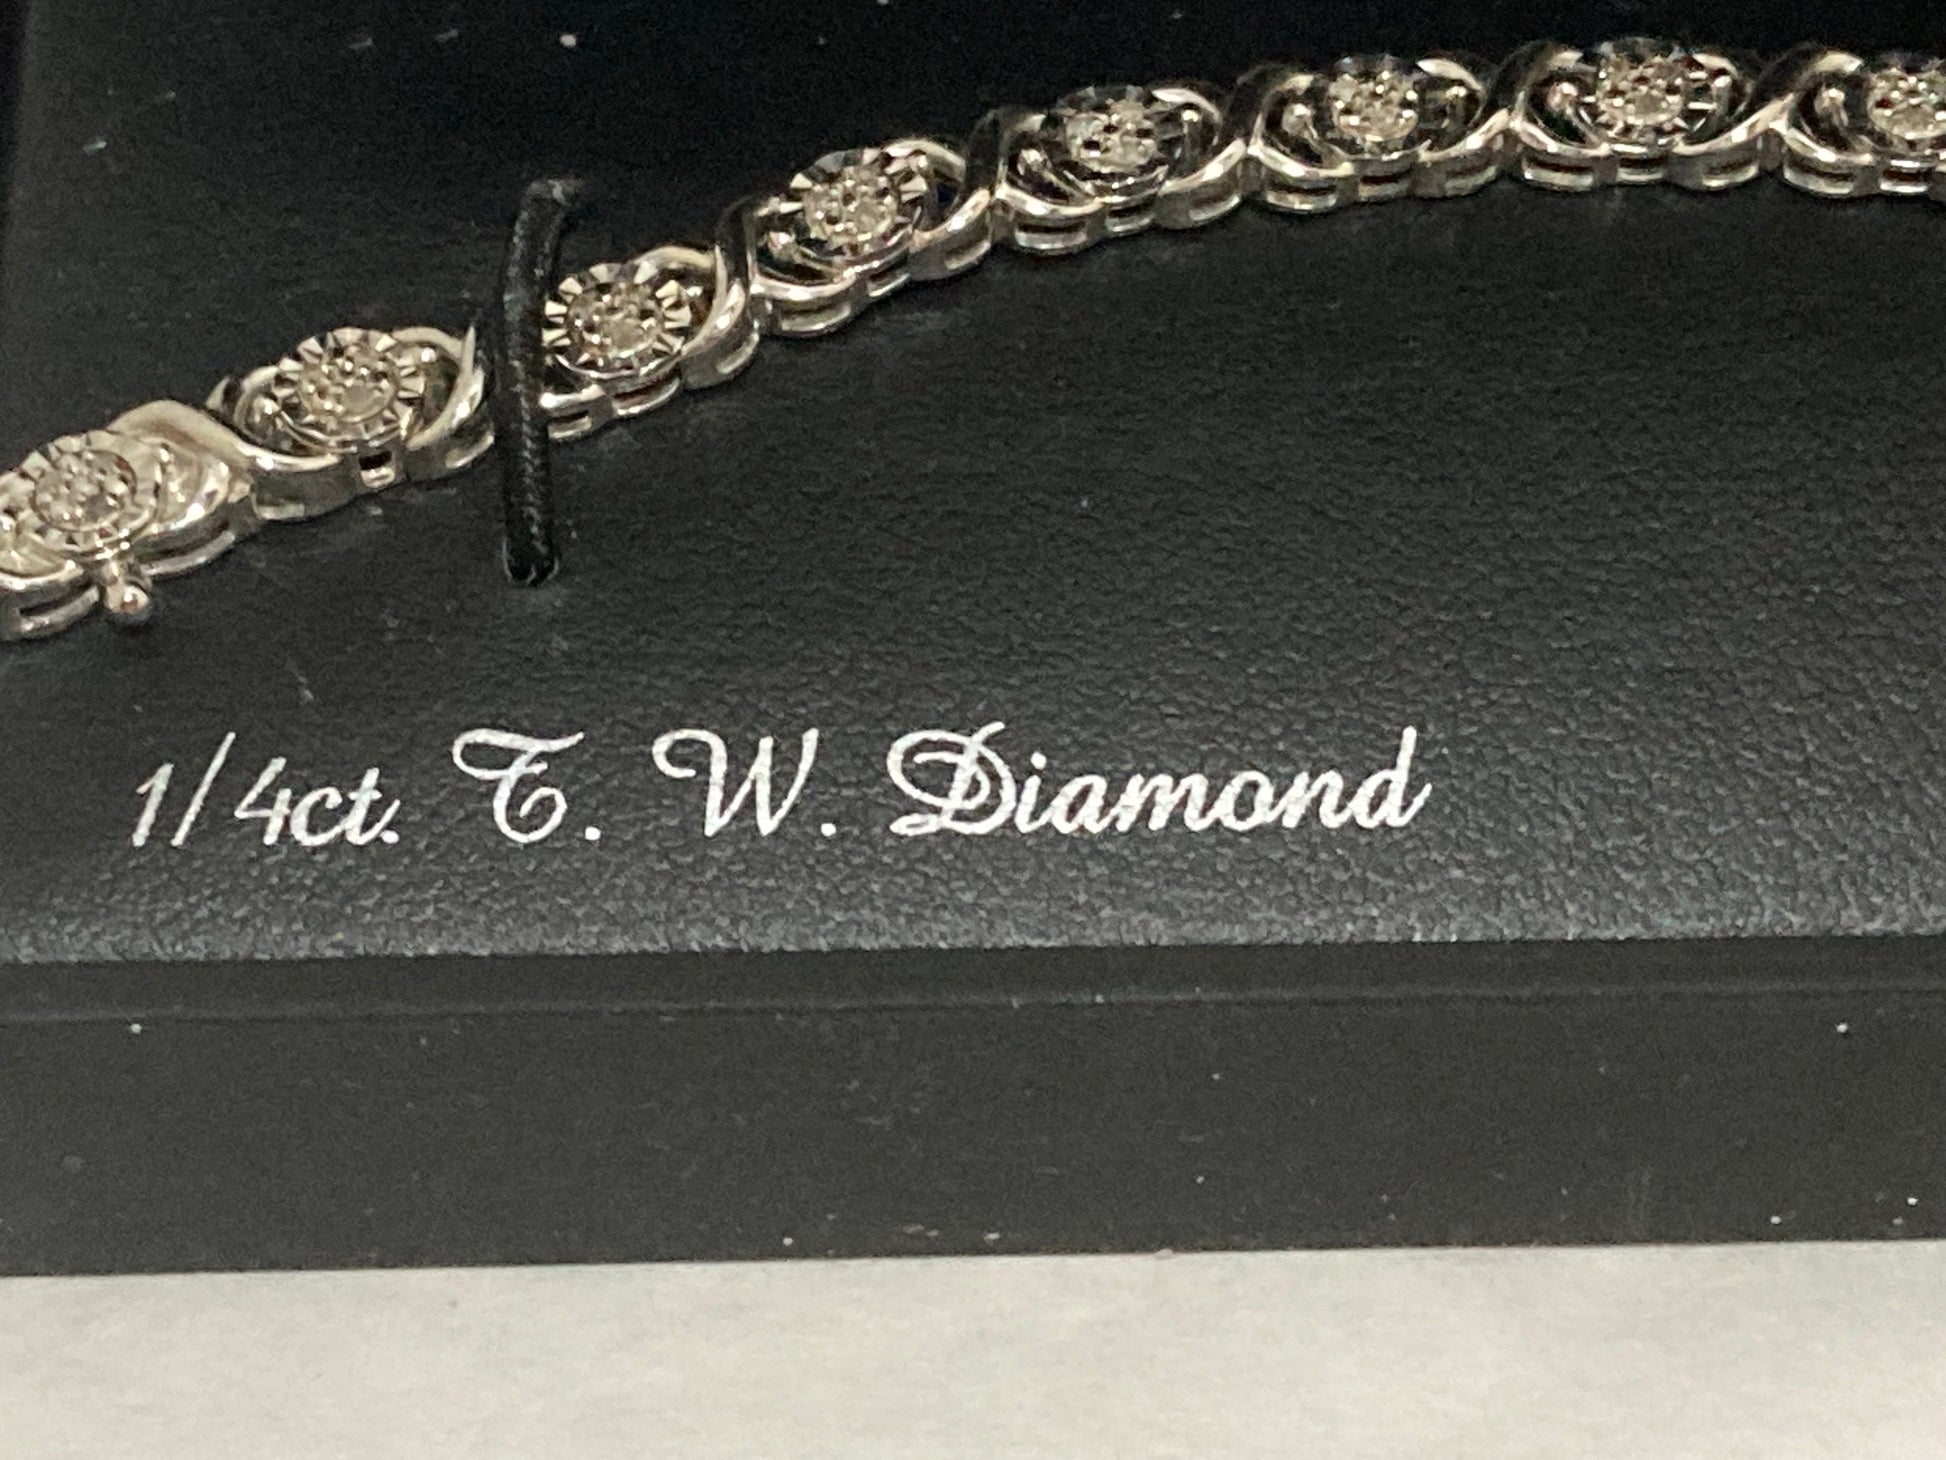 1/4ct. T. W. Diamond